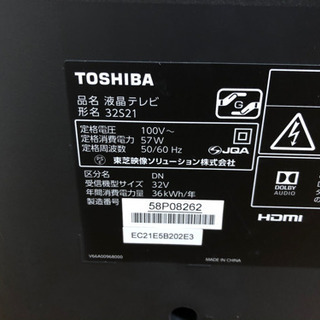 TOSHIBA
品名 液晶テレビ
形名 32S21
G
定格電圧 100V～
定格消費電力 57W
定格周波数 50/60 Hz
JQA
東芝映像ソリューション株式会社
区分名 DN
受信機サイズ 32V
年間消費電力量 36kWh/年
製造番号 58P08262
EC21E5B202E3
DOLBY
AUDIO
HDMI
V66A00968000
MADE IN CHINA